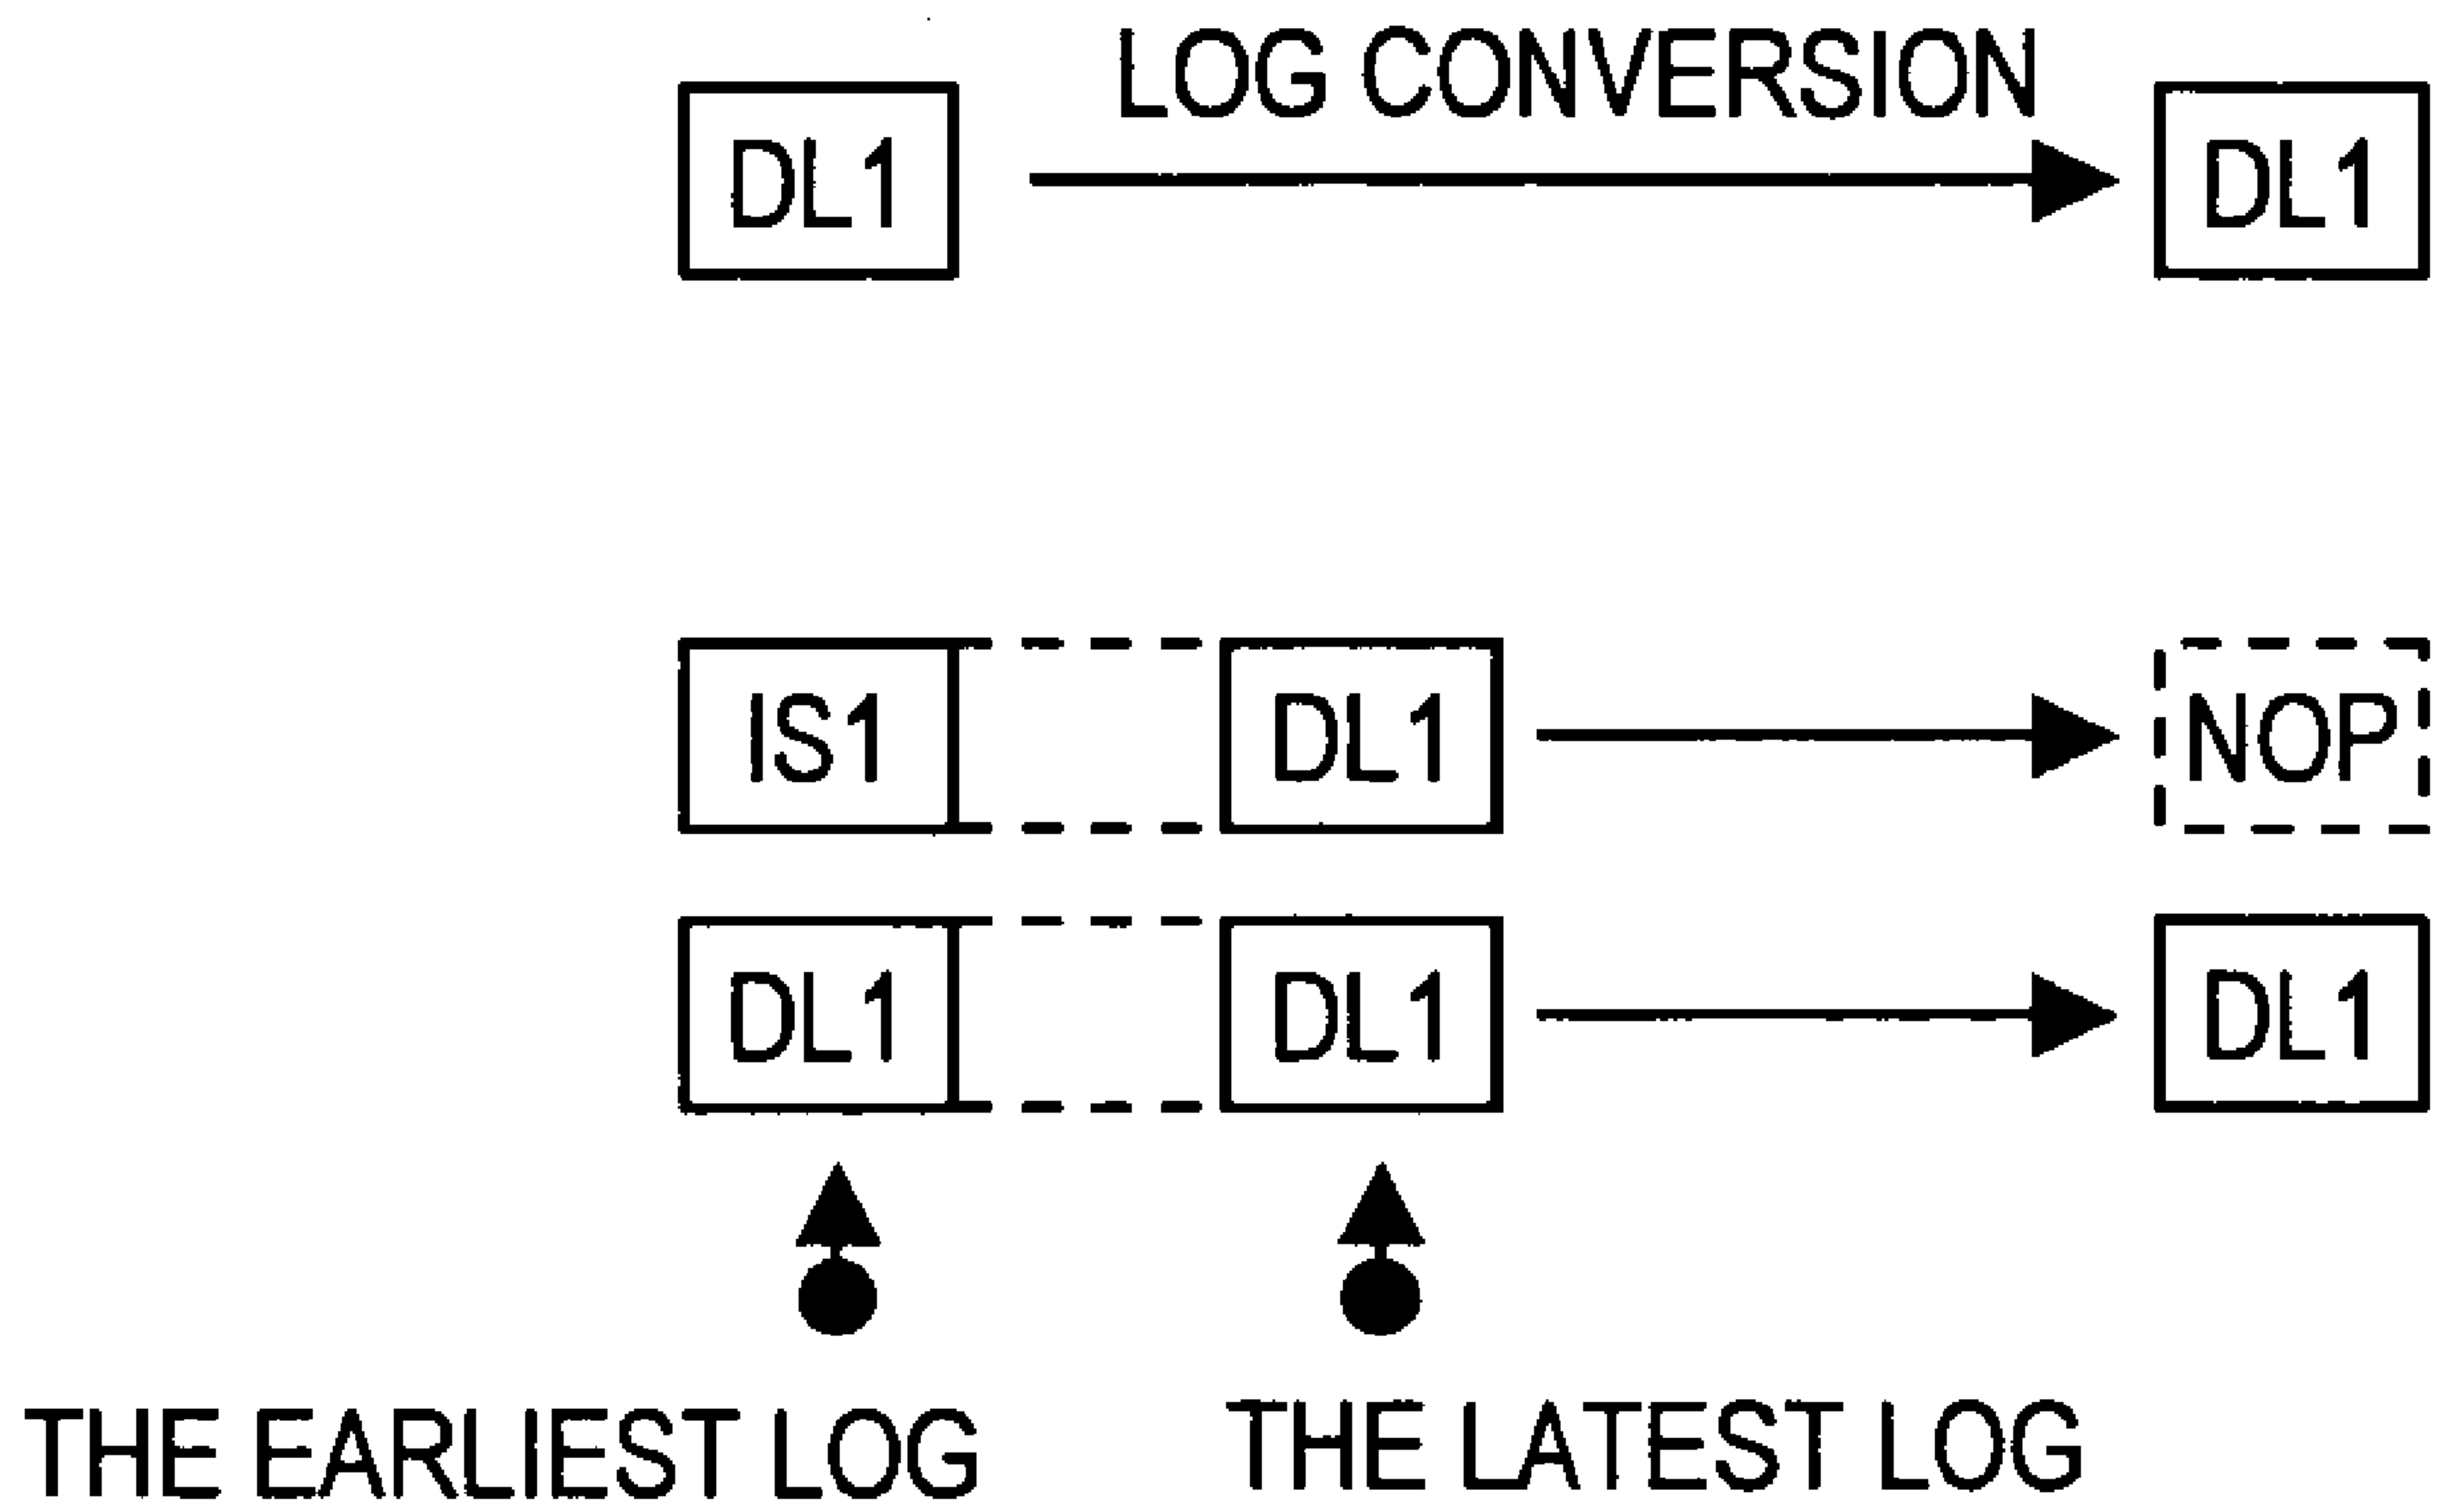 LOG CONVERSION
DL1 DL1
IS1 DL1 NOP
DL1 DL1 DL1
THE EARLIEST LOG THE LATEST LOG